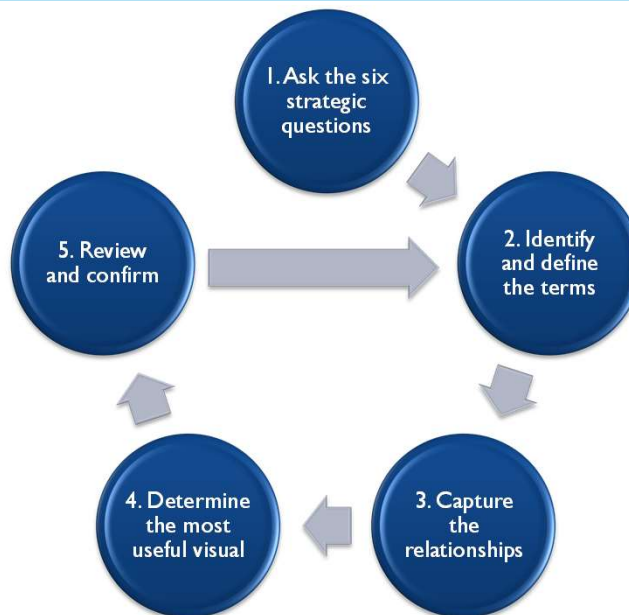 1. Ask the six
strategic
questions
2. Identify
and define
the terms
3. Capture
the
relationships
4. Determine
the most
useful visual
5. Review
and confirm